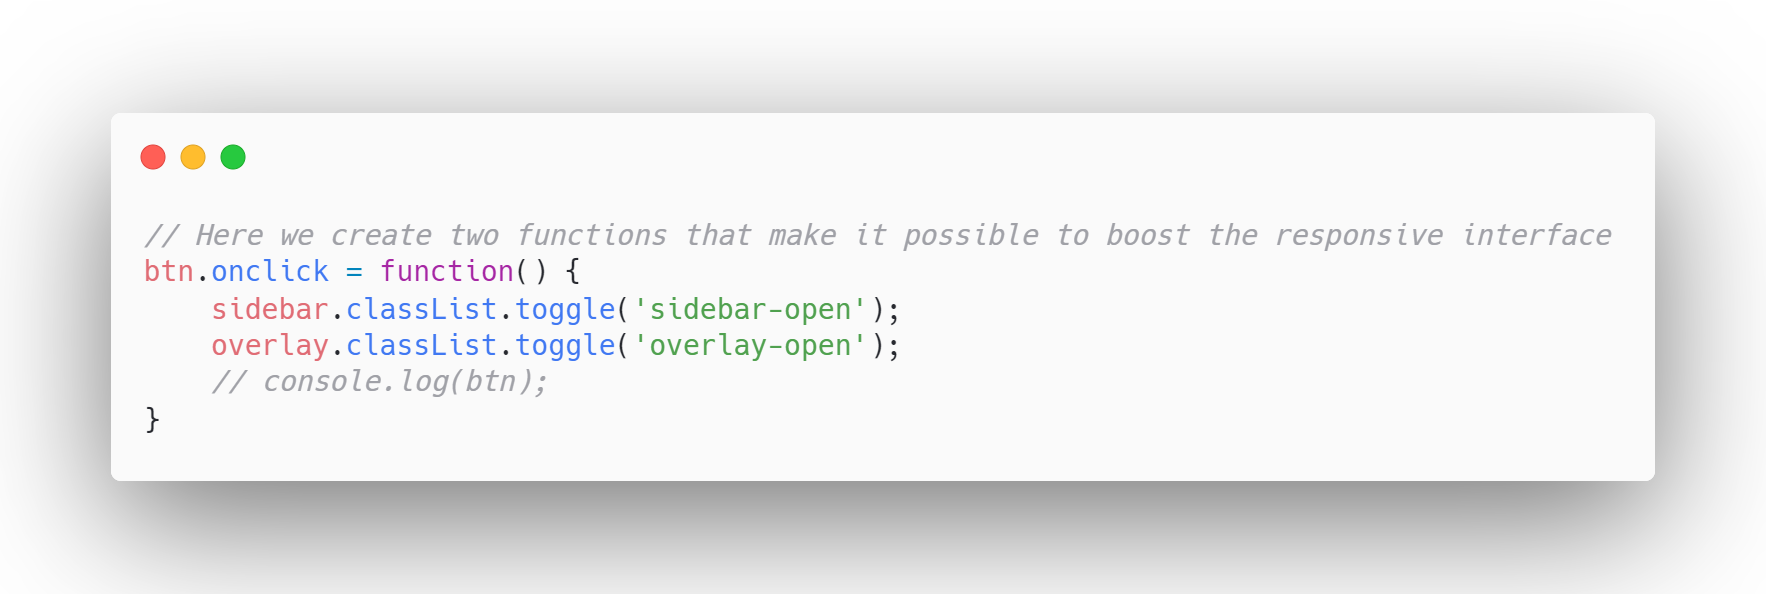 // Here we create two functions that make it possible to boost the responsive interface
btn.onclick = function() {
    sidebar.classList.toggle('sidebar-open');
    overlay.classList.toggle('overlay-open');
    // console.log(btn);
}